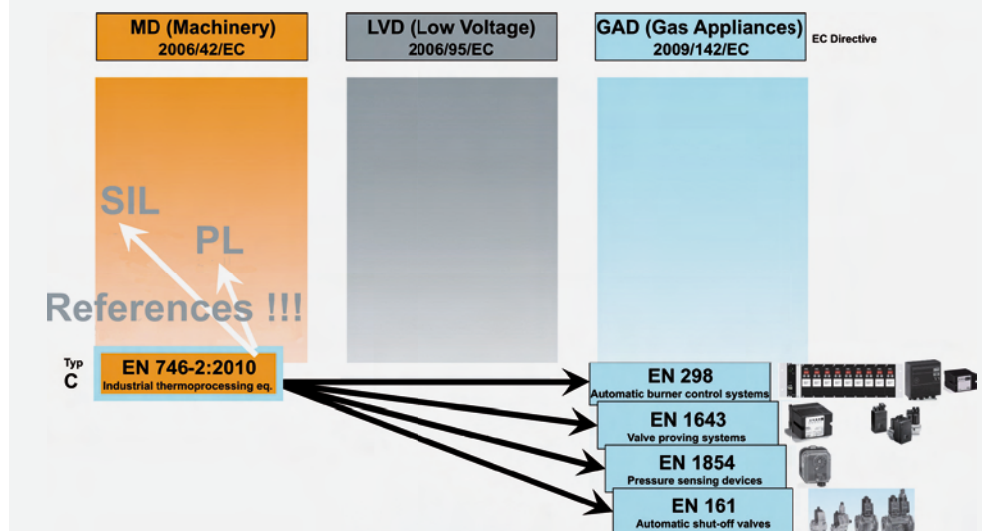 MD (Machinery)
2006/42/EC
LVD (Low Voltage)
2006/95/EC
GAD (Gas Appliances)
2009/142/EC
EC Directive
SIL
PL
References !!!
Typ
C
EN 746-2:2010
Industrial thermoprocessing eq.
EN 298
Automatic burner control systems
EN 1643
Valve proving systems
EN 1854
Pressure sensing devices
EN 161
Automatic shut-off valves